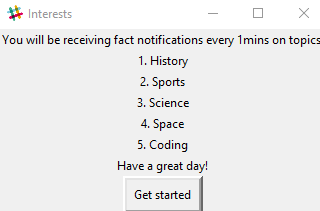 Interests
You will be receiving fact notifications every 1mins on topics
1. History
2. Sports
3. Science
4. Space
5. Coding
Have a great day!
Get started